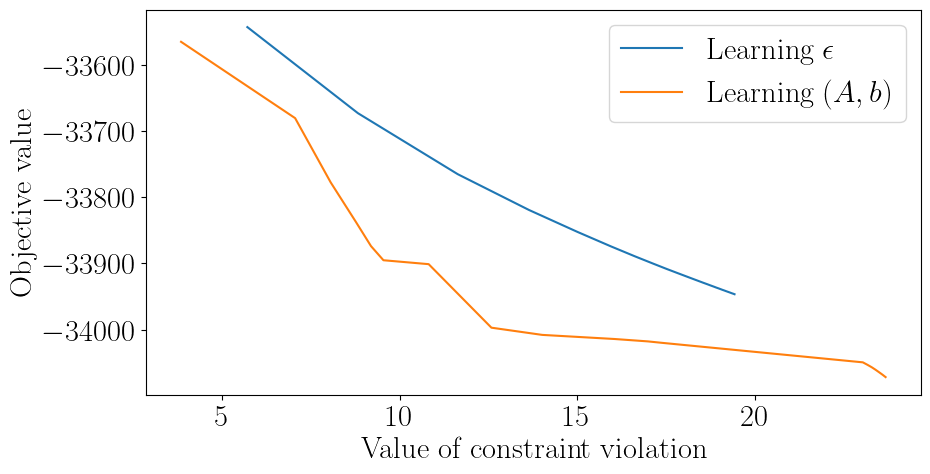 Learning ϵ
Learning (A, b)
−33600
−33700
−33800
−33900
−34000
Objective value
5
10
15
20
Value of constraint violation